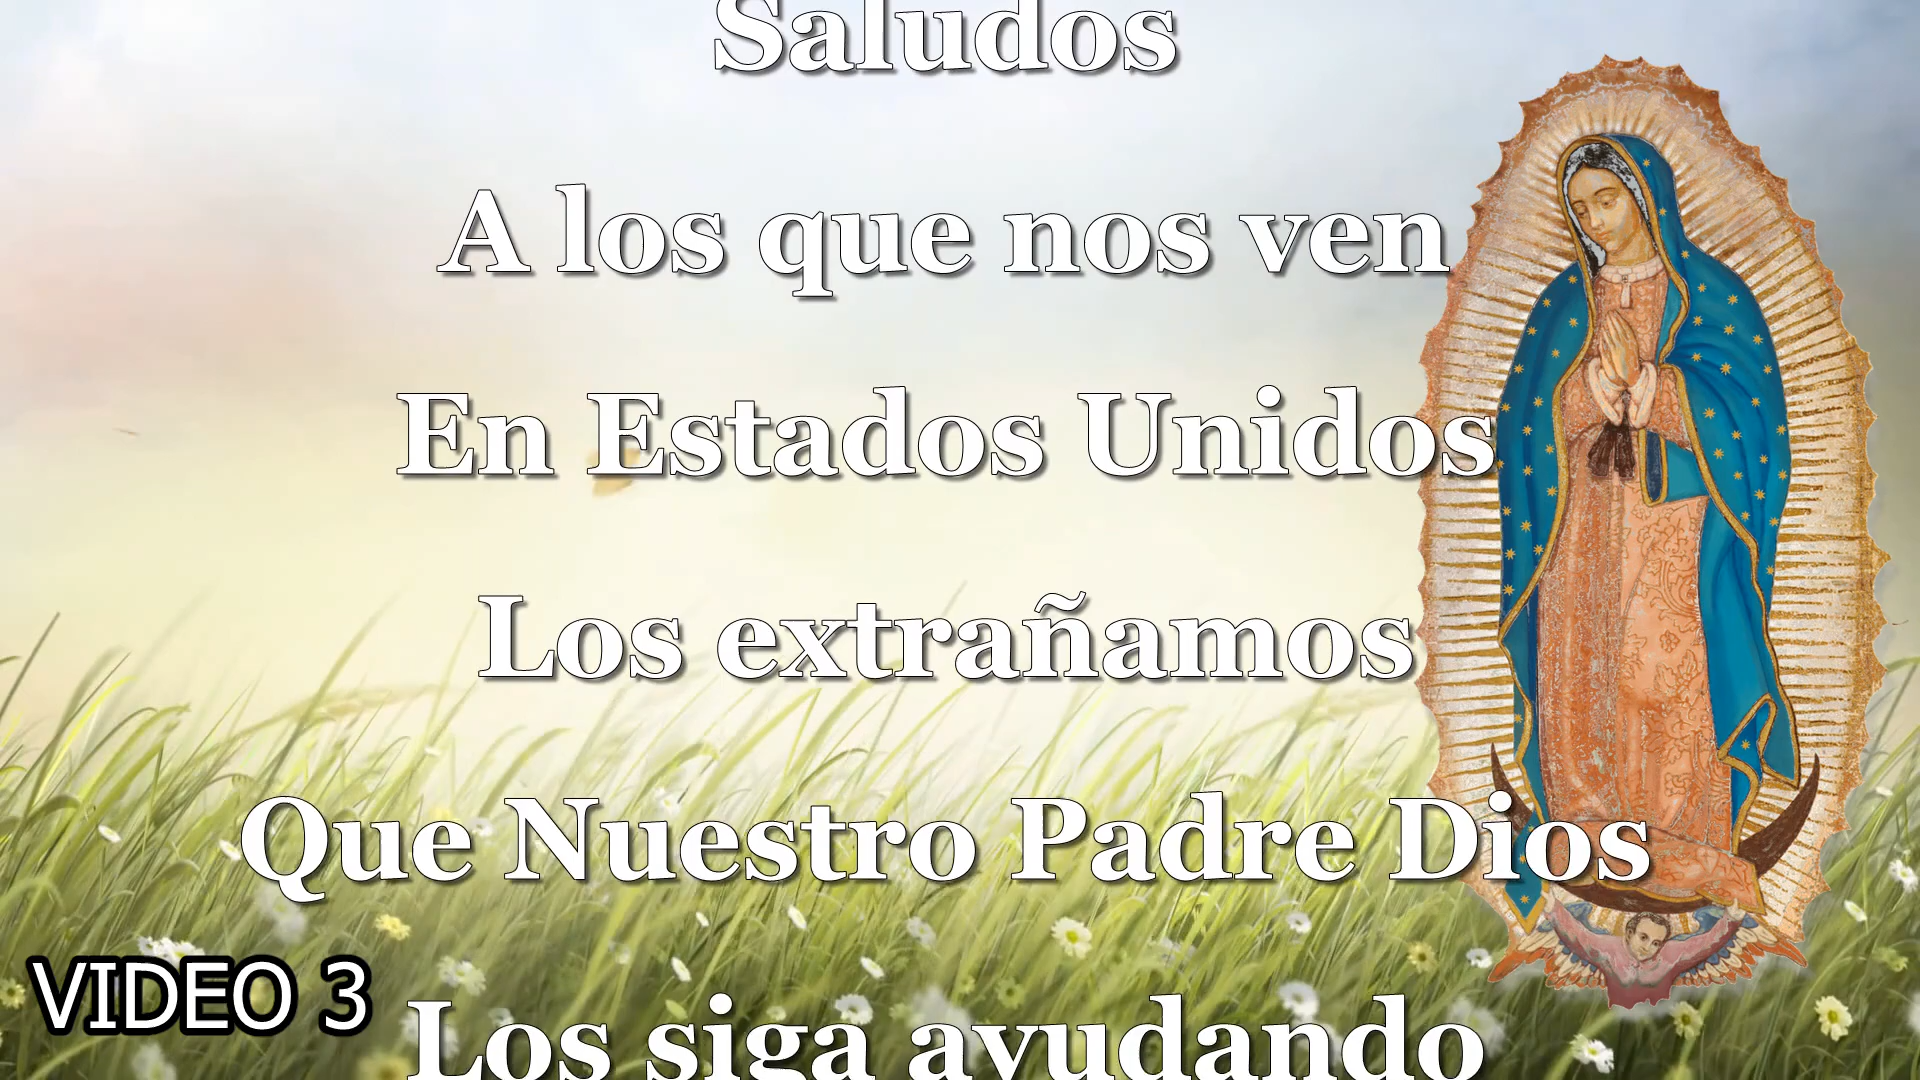 Saludos
A los que nos ven
En Estados Unidos
Los extrañamos
Que Nuestro Padre Dios
Los siga ayudando
VIDEO 3